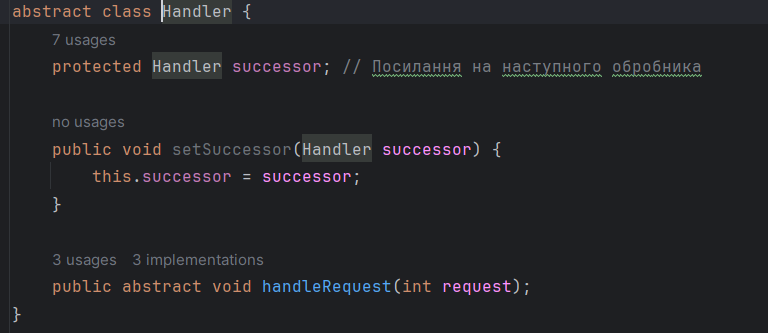 abstract class Handler {
7 usages
protected Handler successor; // Посилання на наступного обробника
no usages
public void setSuccessor(Handler successor) {
this.successor = successor;
}
3 usages 3 implementations
public abstract void handleRequest(int request);
}